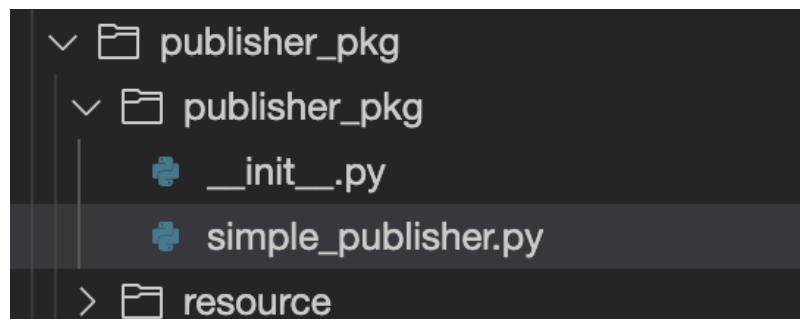 publisher_pkg
publisher_pkg
__init__.py
simple_publisher.py
resource